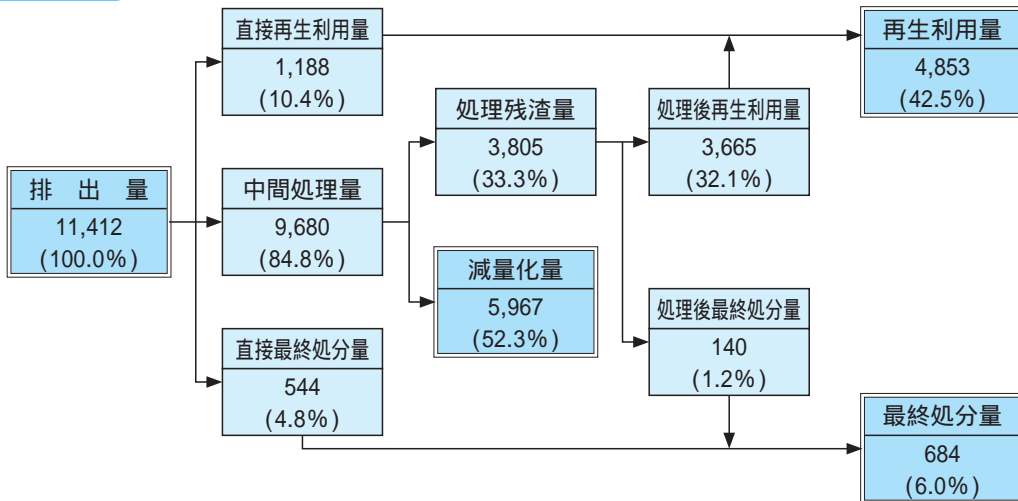 直接再生利用量
1,188
(10.4%)
再生利用量
4,853
(42.5%)
処理残渣量
3,805
(33.3%)
処理後再生利用量
3,665
(32.1%)
排出量
11,412
(100.0%)
中間処理量
9,680
(84.8%)
減量化量
5,967
(52.3%)
処理後最終処分量
140
(1.2%)
直接最終処分量
544
(4.8%)
最終処分量
684
(6.0%)